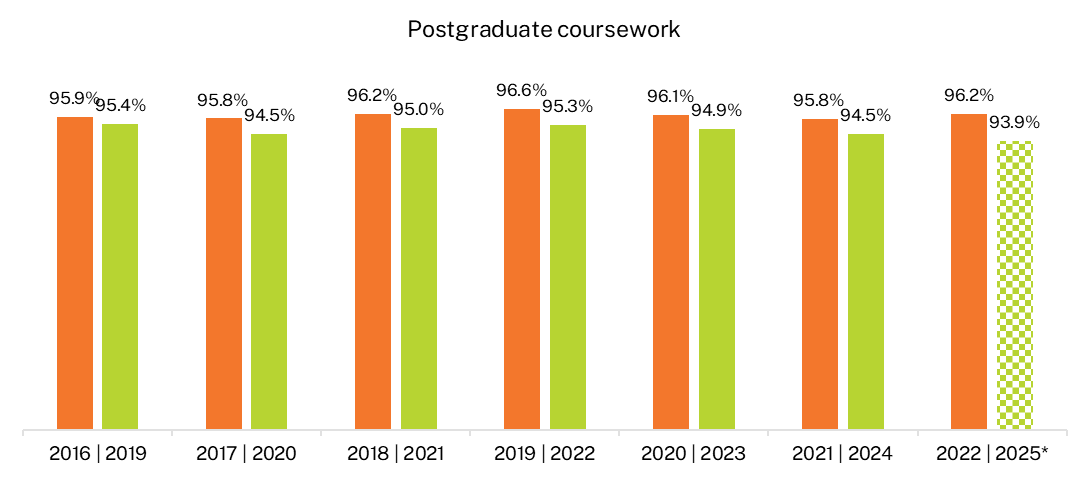 Postgraduate coursework
95.9% 95.4% 95.8% 94.5% 96.2% 95.0% 96.6% 95.3% 96.1% 94.9% 95.8% 94.5% 96.2% 93.9%
2016 | 2019 2017 | 2020 2018 | 2021 2019 | 2022 2020 | 2023 2021 | 2024 2022 | 2025*